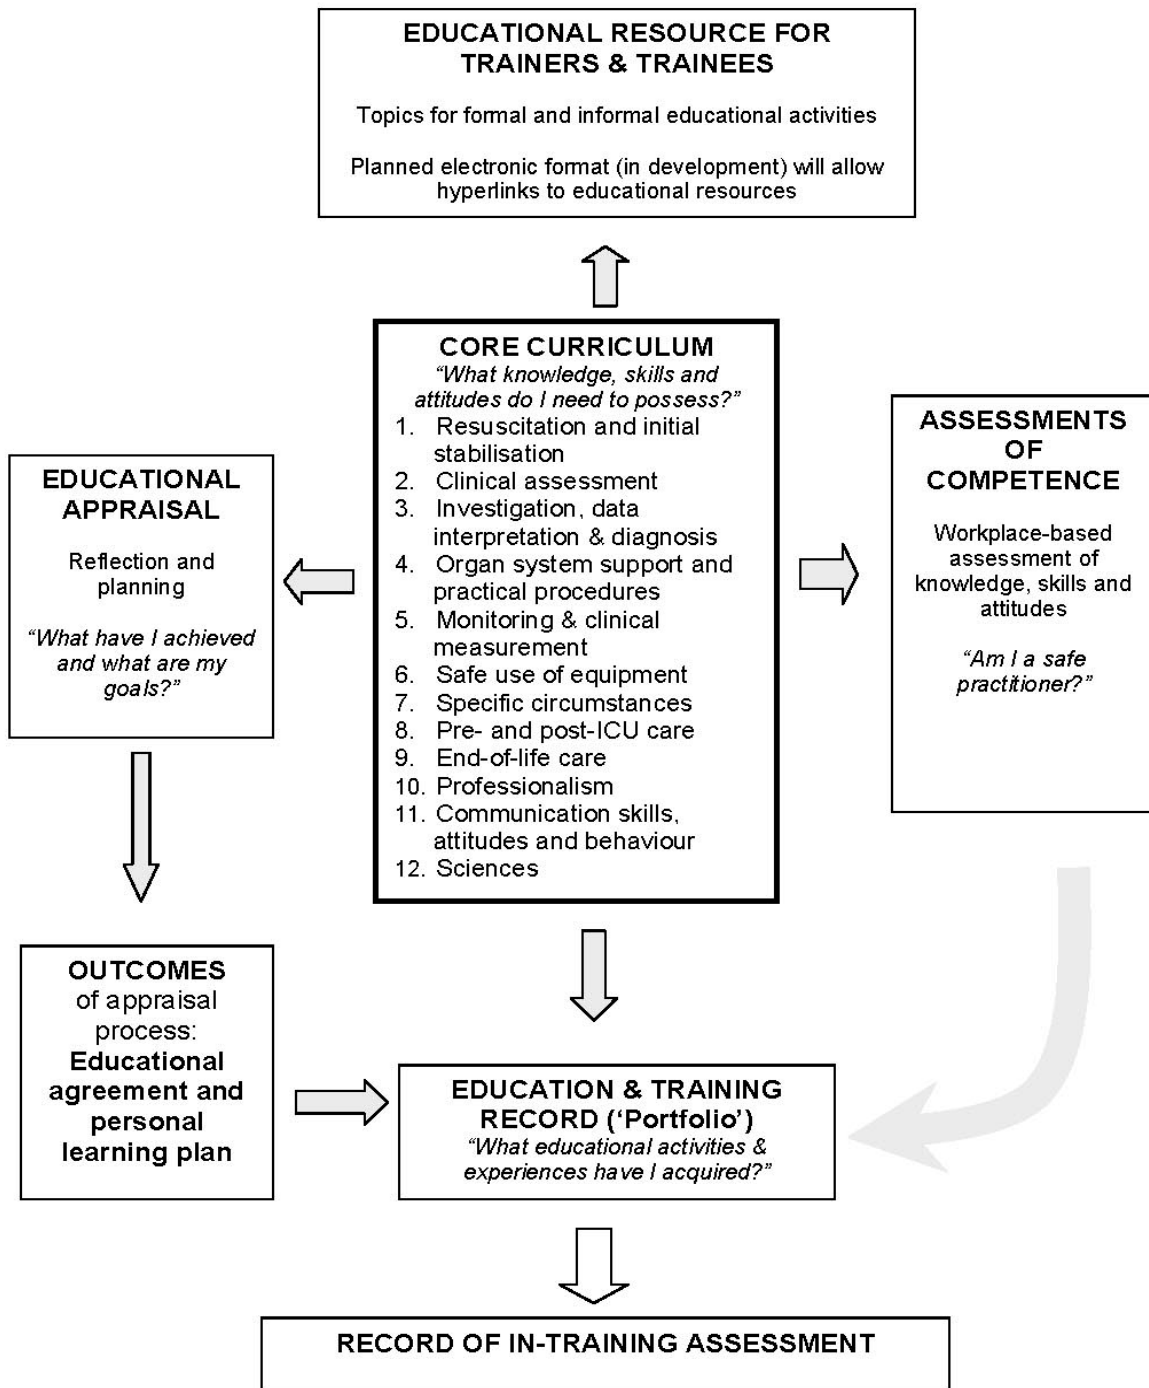 EDUCATIONAL RESOURCE FOR
TRAINERS & TRAINEES
Topics for formal and informal educational activities
Planned electronic format (in development) will allow
hyperlinks to educational resources
CORE CURRICULUM
“What knowledge, skills and
attitudes do I need to possess?”
1. Resuscitation and initial
stabilisation
2. Clinical assessment
3. Investigation, data
interpretation & diagnosis
4. Organ system support and
practical procedures
5. Monitoring & clinical
measurement
6. Safe use of equipment
7. Specific circumstances
8. Pre- and post-ICU care
9. End-of-life care
10. Professionalism
11. Communication skills,
attitudes and behaviour
12. Sciences
EDUCATIONAL
APPRAISAL
Reflection and
planning
“What have I achieved
and what are my
goals?”
ASSESSMENTS
OF
COMPETENCE
Workplace-based
assessment of
knowledge, skills and
attitudes
“Am I a safe
practitioner?”
OUTCOMES
of appraisal
process:
Educational
agreement and
personal
learning plan
EDUCATION & TRAINING
RECORD (‘Portfolio’)
“What educational activities &
experiences have I acquired?”
RECORD OF IN-TRAINING ASSESSMENT